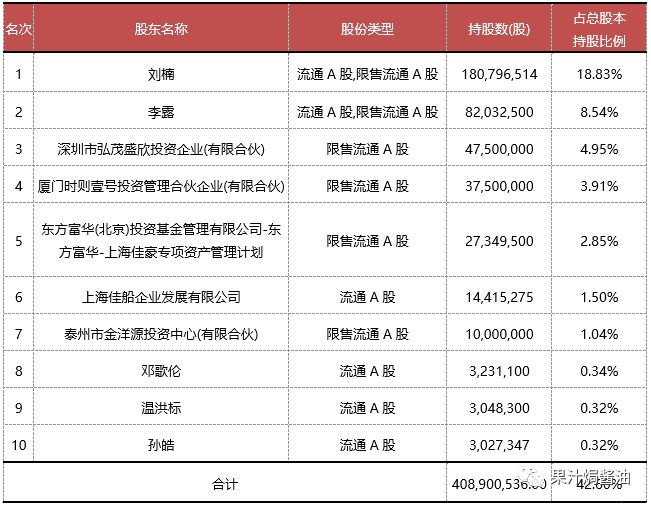 名次 股东名称 股份类型 持股数(股) 占总股本
持股比例
1 刘楠 流通 A 股,限售流通 A 股 180,796,514 18.83%
2 李露 流通 A 股,限售流通 A 股 82,032,500 8.54%
3 深圳市弘茂盛欣投资企业(有限合伙) 限售流通 A 股 47,500,000 4.95%
4 厦门时则壹号投资管理合伙企业(有限合伙) 限售流通 A 股 37,500,000 3.91%
5 东方富华(北京)投资基金管理有限公司-东
方富华-上海佳豪专项资产管理计划 限售流通 A 股 27,349,500 2.85%
6 上海佳船企业发展有限公司 流通 A 股 14,415,275 1.50%
7 泰州市金洋源投资中心(有限合伙) 限售流通 A 股 10,000,000 1.04%
8 邓歌伦 流通 A 股 3,231,100 0.34%
9 温洪标 流通 A 股 3,048,300 0.32%
10 孙皓 流通 A 股 3,027,347 0.32%
合计 408,900,536.00 42.60%
果汁焗酱油